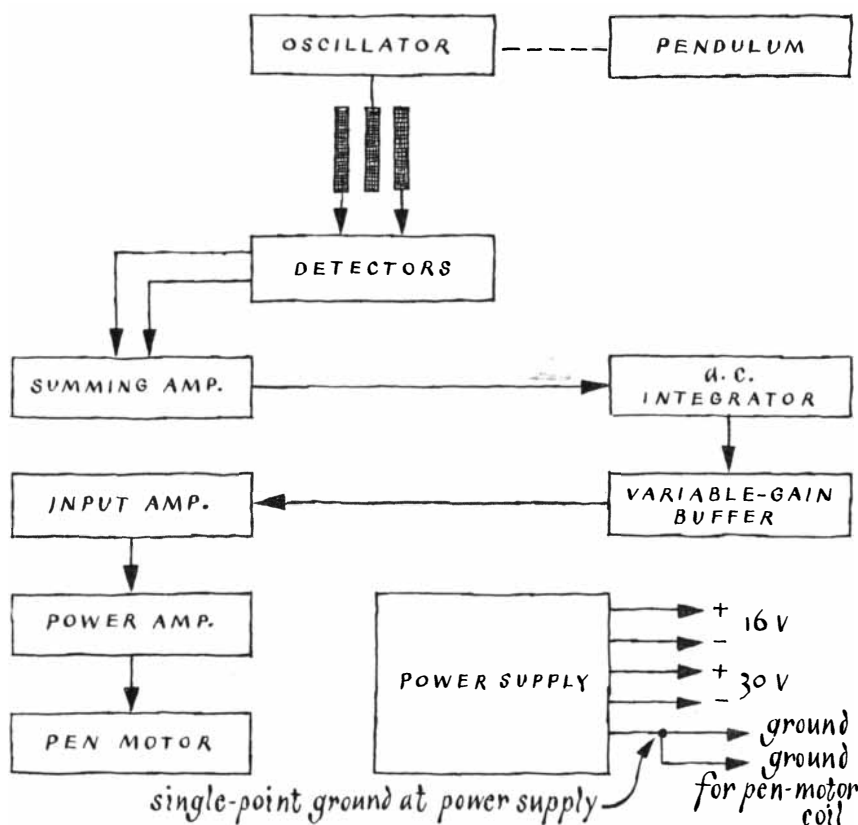 OSCILLATOR
PENDULUM
DETECTORS
SUMMING AMP.
a.c.
INTEGRATOR
INPUT AMP.
VARIABLE-GAIN
BUFFER
POWER AMP.
POWER SUPPLY
+
16 V
-
+
30 V
-
PEN MOTOR
ground
ground
for pen-motor
coil
single-point ground at power supply